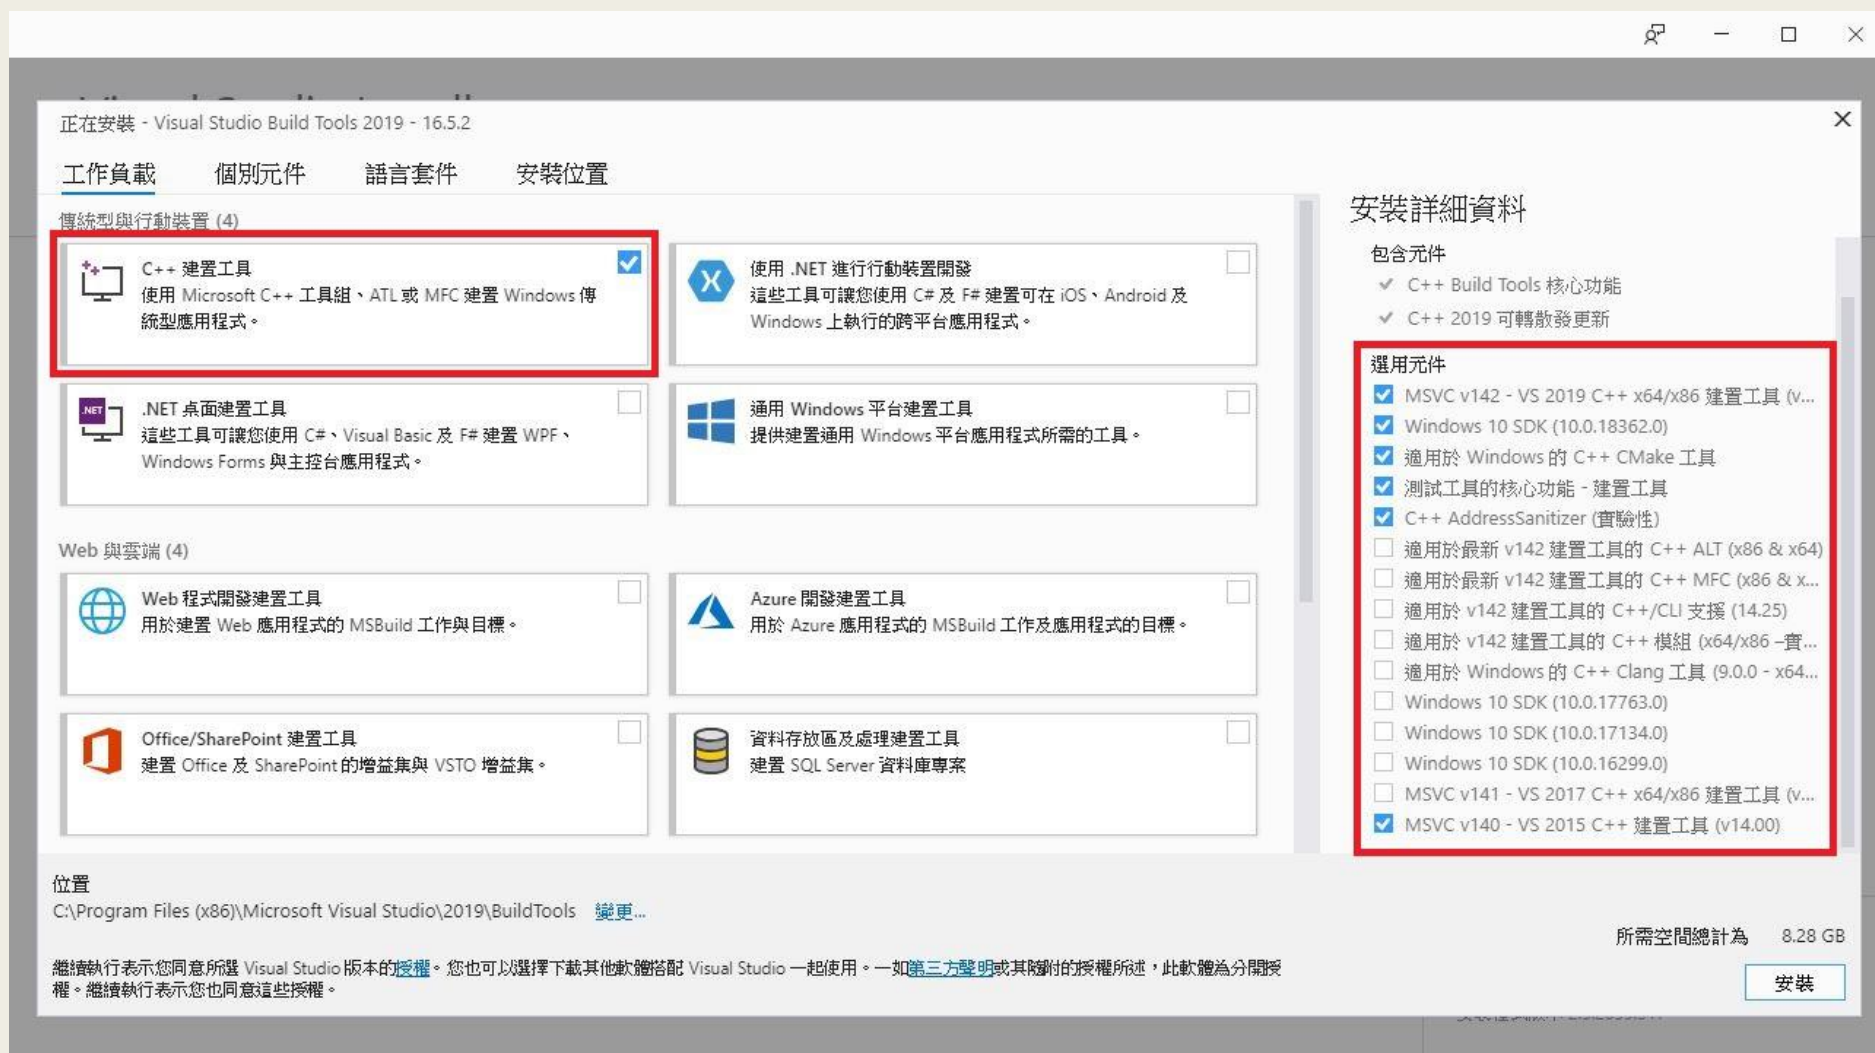 正在安裝 - Visual Studio Build Tools 2019 - 16.5.2
工作負載 個別元件 語言套件 安裝位置
傳統型與行動裝置 (4)
C++ 建置工具
使用 Microsoft C++ 工具組、ATL 或 MFC 建置 Windows 傳
統型應用程式。
使用 .NET 進行行動裝置開發
這些工具可讓您使用 C# 及 F# 建置可在 iOS、Android 及
Windows 上執行的跨平台應用程式。
.NET
.NET 桌面建置工具
這些工具可讓您使用 C#、Visual Basic 及 F# 建置 WPF、
Windows Forms 與主控台應用程式。
通用 Windows 平台建置工具
提供建置通用 Windows 平台應用程式所需的工具。
Web 與雲端 (4)
Web 程式開發建置工具
用於建置 Web 應用程式的 MSBuild 工作與目標。
Azure 開發建置工具
用於 Azure 應用程式的 MSBuild 工作及應用程式的目標。
Office/SharePoint 建置工具
建置 Office 及 SharePoint 的增益集與 VSTO 增益集。
資料存放區及處理建置工具
建置 SQL Server 資料庫專案
安裝詳細資料
包含元件
C++ Build Tools 核心功能
C++ 2019 可轉散發更新
選用元件
MSVC v142 - VS 2019 C++ x64/x86 建置工具 (v...
Windows 10 SDK (10.0.18362.0)
適用於 Windows 的 C++ CMake 工具
測試工具的核心功能 - 建置工具
C++ AddressSanitizer (實驗性)
適用於最新 v142 建置工具的 C++ ALT (x86 & x64)
適用於最新 v142 建置工具的 C++ MFC (x86 & x...
適用於 v142 建置工具的 C++/CLI 支援 (14.25)
適用於 v142 建置工具的 C++ 模組 (x64/x86 –實...
適用於 Windows 的 C++ Clang 工具 (9.0.0 - x64...
Windows 10 SDK (10.0.17763.0)
Windows 10 SDK (10.0.17134.0)
Windows 10 SDK (10.0.16299.0)
MSVC v141 - VS 2017 C++ x64/x86 建置工具 (v...
MSVC v140 - VS 2015 C++ 建置工具 (v14.00)
位置
C:\Program Files (x86)\Microsoft Visual Studio\2019\BuildTools 變更...
所需空間總計為 8.28 GB
繼續執行表示您同意所選 Visual Studio 版本的授權。您也可以選擇下載其他軟體搭配 Visual Studio 一起使用。一如第三方聲明或其隨附的授權所述，此軟體為分開授
權。繼續執行表示您也同意這些授權。
安裝